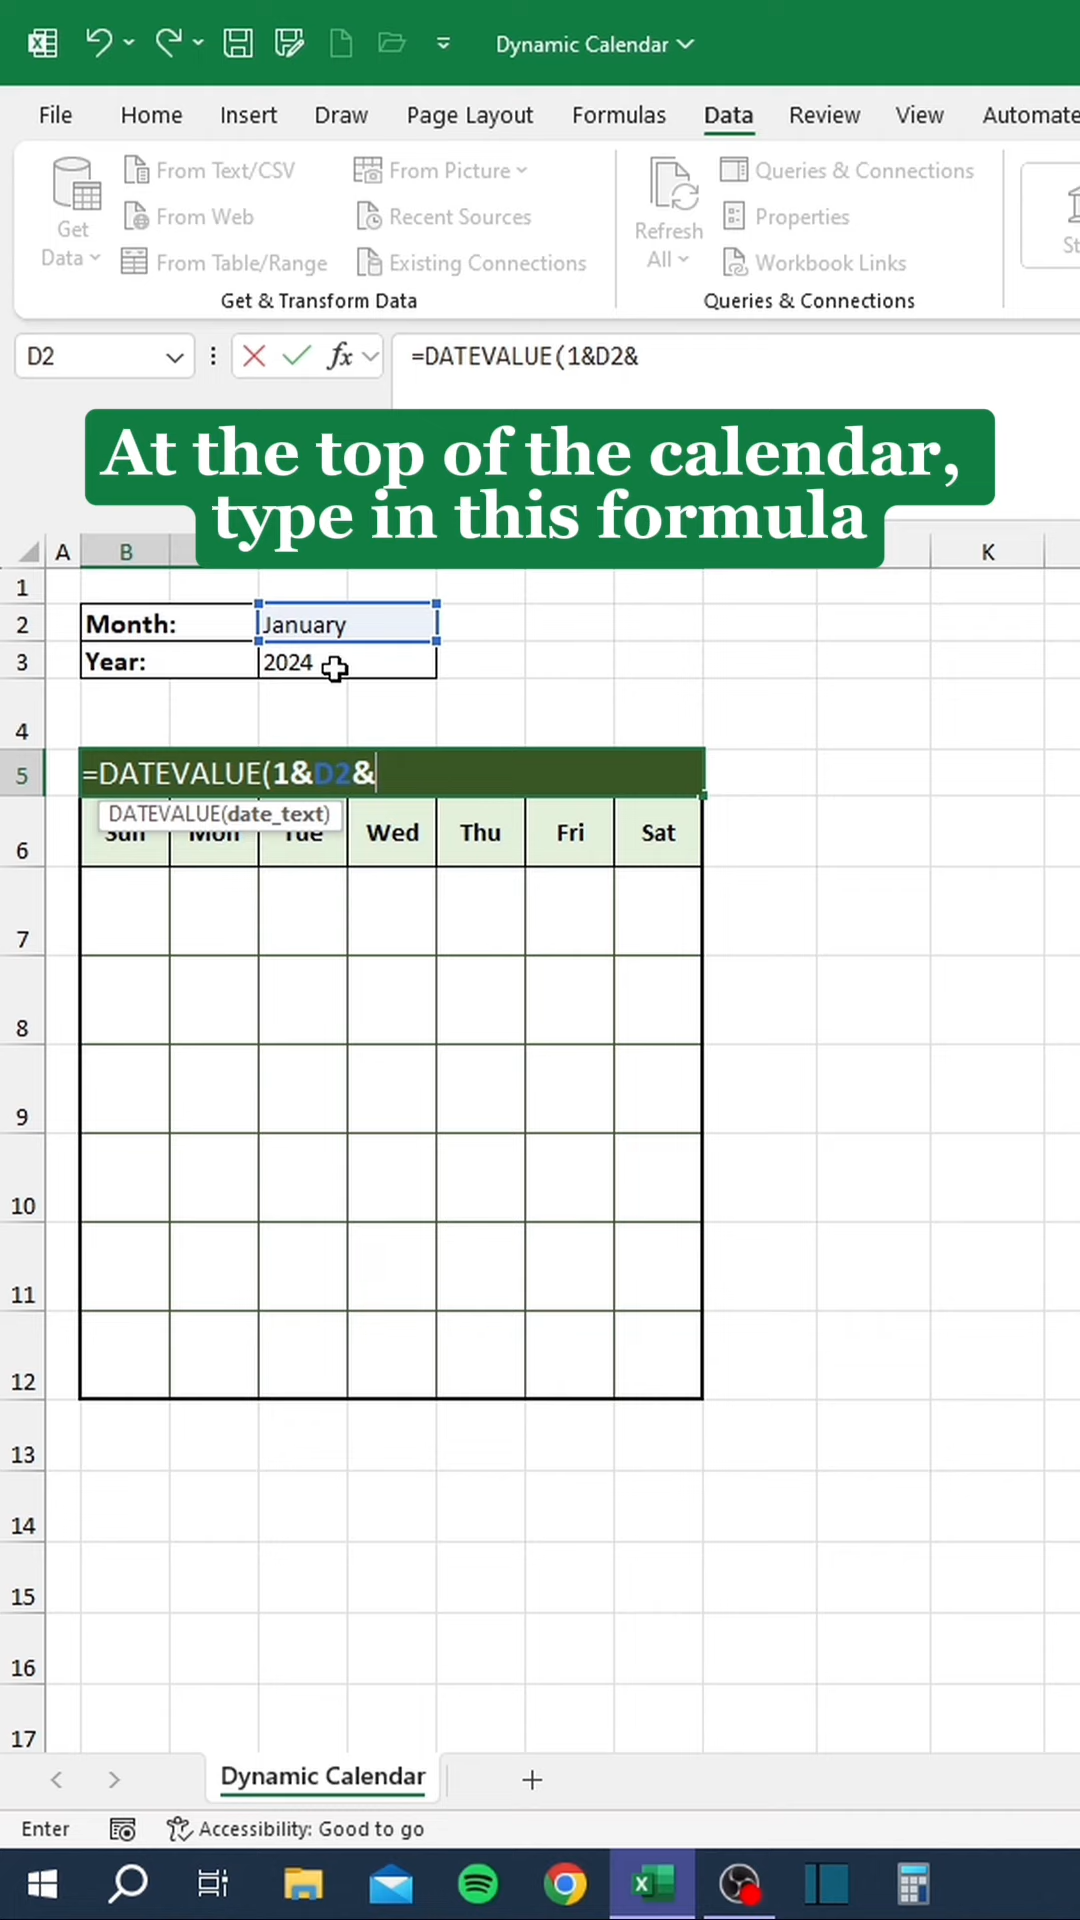 Dynamic Calendar
File Home Insert Draw Page Layout Formulas Data Review View Automate
From Text/CSV From Picture Queries & Connections
Get From Web Recent Sources Refresh Properties
Data From Table/Range Existing Connections All Workbook Links
Get & Transform Data Queries & Connections
D2 fx =DATEVALUE(1&D2&
At the top of the calendar,
type in this formula
A B K
1
2 Month: January
3 Year: 2024
4
5 =DATEVALUE(1&D2&
DATEVALUE(date_text)
6 Sun Mon Tue Wed Thu Fri Sat
7
8
9
10
11
12
13
14
15
16
17
Dynamic Calendar
Enter Accessibility: Good to go